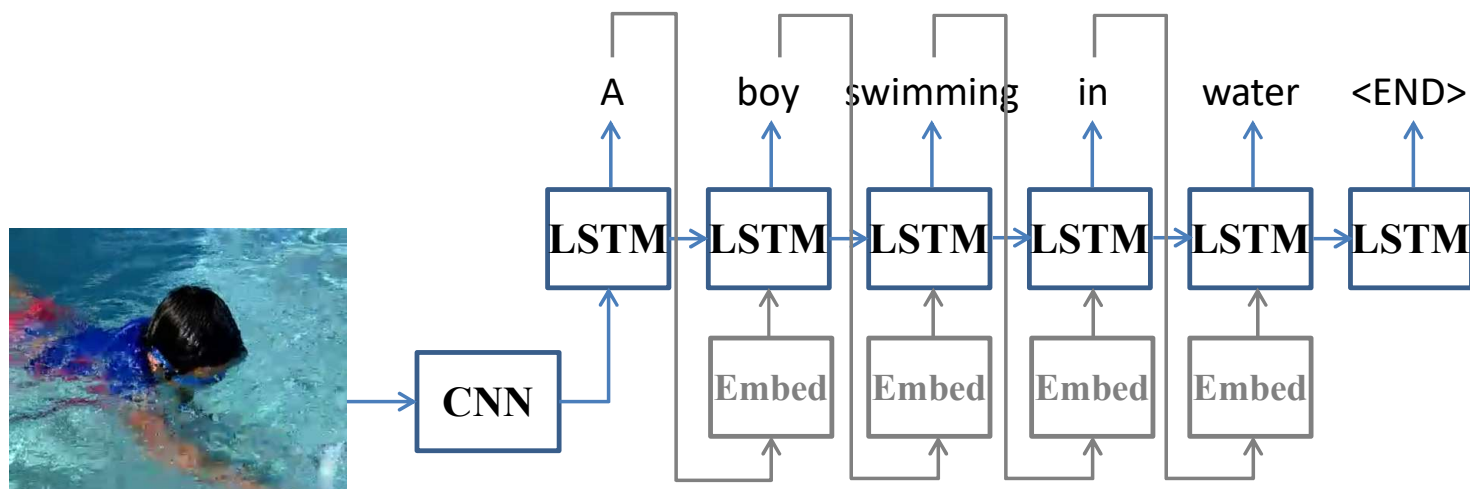 A boy swimming in water <END>
LSTM LSTM LSTM LSTM LSTM LSTM
CNN Embed Embed Embed Embed